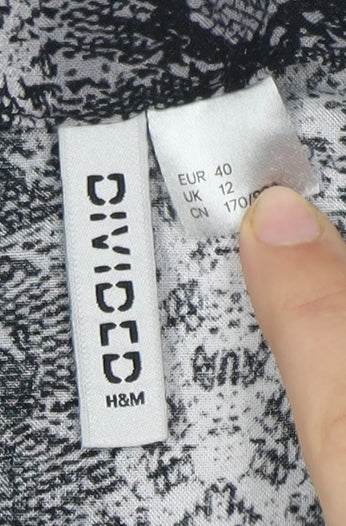 DIVIDED
H&M
EUR 40
UK 12
CN 170/